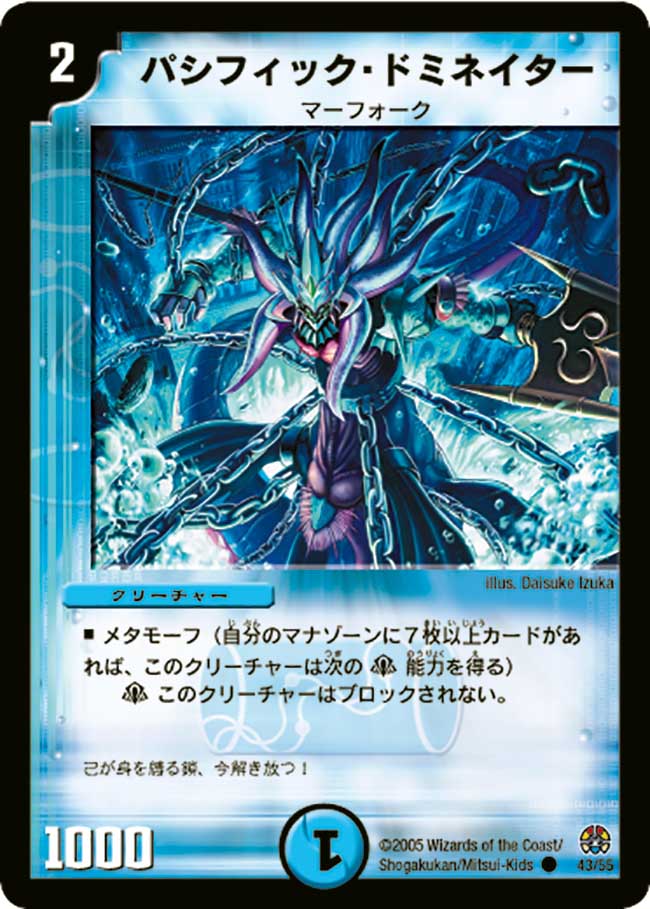 2
パシフィック・ドミネイター
マーフォーク
illus. Daisuke Izuka
クリーチャー
■ メタモーフ（自分のマナゾーンに７枚以上カードがあ
れば、このクリーチャーは次の 能力を得る）
このクリーチャーはブロックされない。
己が身を縛る鎖、今解き放つ！
1000
1
©2005 Wizards of the Coast/
Shogakukan/Mitsui-Kids ●
43/55